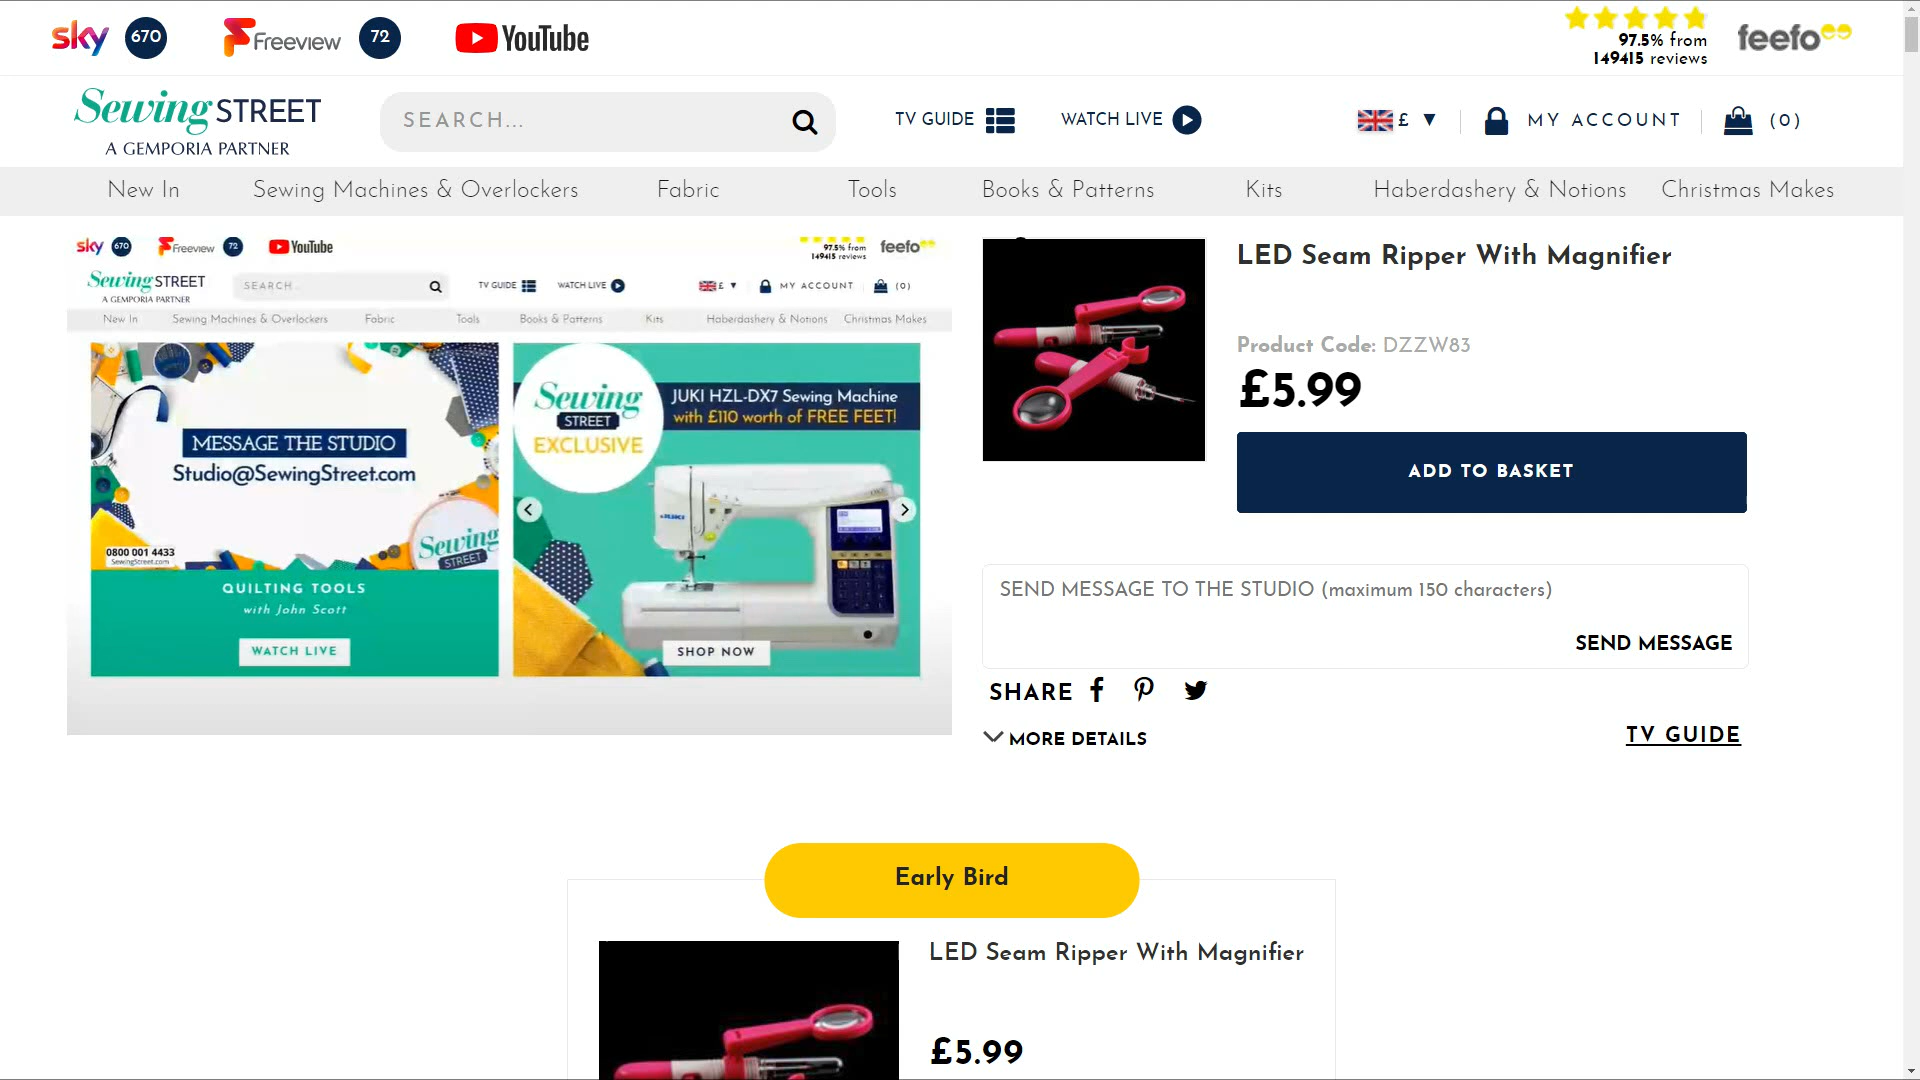 sky 670 Freeview 72 YouTube
97.5% from
149415 reviews
feefo
Sewing STREET
A GEMPORIA PARTNER
SEARCH...
TV GUIDE
WATCH LIVE
£ ▼
MY ACCOUNT
(0)
New In Sewing Machines & Overlockers Fabric Tools Books & Patterns Kits Haberdashery & Notions Christmas Makes
sky 670 Freeview 72 YouTube
97.5% from
149415 reviews
feefo
Sewing STREET
A GEMPORIA PARTNER
SEARCH...
TV GUIDE
WATCH LIVE
£ ▼
MY ACCOUNT
(0)
New In Sewing Machines & Overlockers Fabric Tools Books & Patterns Kits Haberdashery & Notions Christmas Makes
MESSAGE THE STUDIO
Studio@SewingStreet.com
0800 001 4433
SewingStreet.com
Sewing
STREET
QUILTING TOOLS
with John Scott
WATCH LIVE
Sewing
STREET
EXCLUSIVE
JUKI HZL-DX7 Sewing Machine
with £110 worth of FREE FEET!
JUKI
SHOP NOW
LED Seam Ripper With Magnifier
Product Code: DZZW83
£5.99
ADD TO BASKET
SEND MESSAGE TO THE STUDIO (maximum 150 characters)
SEND MESSAGE
SHARE
MORE DETAILS
TV GUIDE
Early Bird
LED Seam Ripper With Magnifier
£5.99